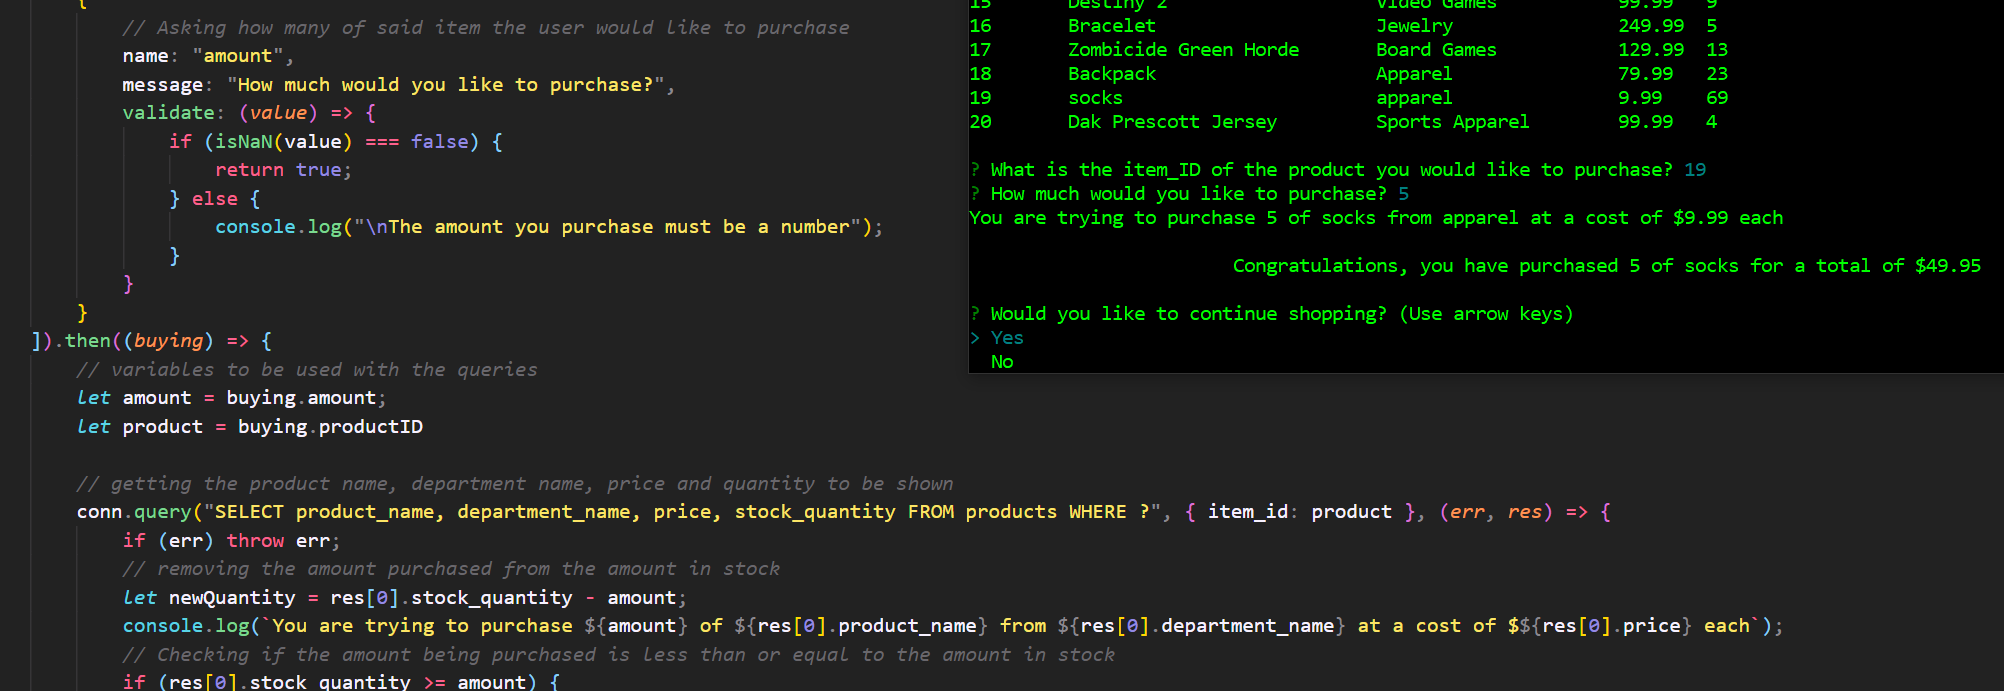 {
// Asking how many of said item the user would like to purchase
name: "amount",
message: "How much would you like to purchase?",
validate: (value) => {
if (isNaN(value) === false) {
return true;
} else {
console.log("\nThe amount you purchase must be a number");
}
}
}
]).then((buying) => {
// variables to be used with the queries
let amount = buying.amount;
let product = buying.productID
// getting the product name, department name, price and quantity to be shown
conn.query("SELECT product_name, department_name, price, stock_quantity FROM products WHERE ?", { item_id: product }, (err, res) => {
if (err) throw err;
// removing the amount purchased from the amount in stock
let newQuantity = res[0].stock_quantity - amount;
console.log(`You are trying to purchase ${amount} of ${res[0].product_name} from ${res[0].department_name} at a cost of $${res[0].price} each`);
// Checking if the amount being purchased is less than or equal to the amount in stock
if (res[0].stock_quantity >= amount) {
15 Destiny 2 Video Games 99.99 9
16 Bracelet Jewelry 249.99 5
17 Zombicide Green Horde Board Games 129.99 13
18 Backpack Apparel 79.99 23
19 socks apparel 9.99 69
20 Dak Prescott Jersey Sports Apparel 99.99 4
? What is the item_ID of the product you would like to purchase? 19
? How much would you like to purchase? 5
You are trying to purchase 5 of socks from apparel at a cost of $9.99 each
Congratulations, you have purchased 5 of socks for a total of $49.95
? Would you like to continue shopping? (Use arrow keys)
> Yes
No